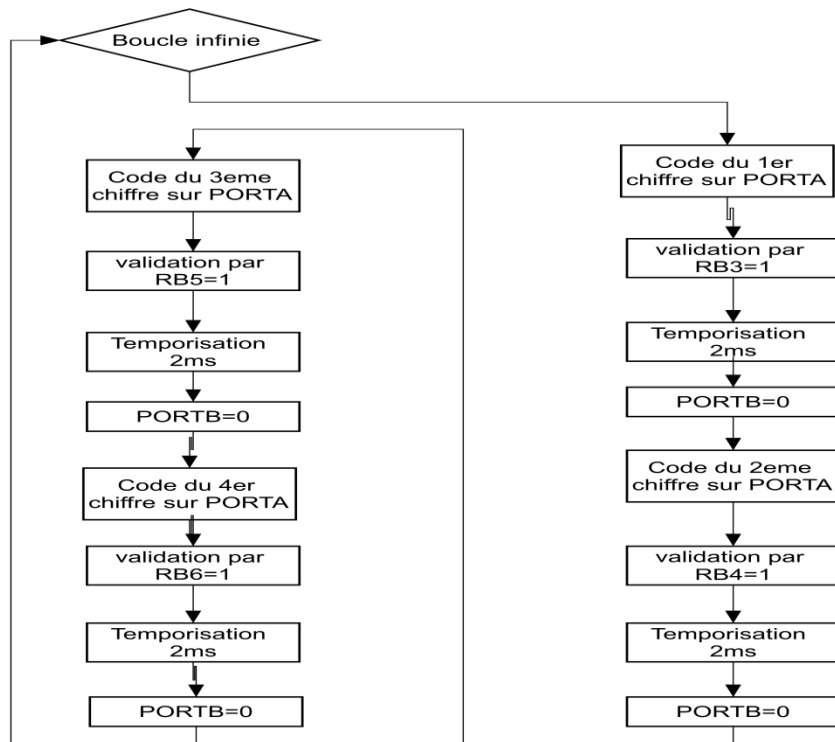 Boucle infinie
Code du 1er
chiffre sur PORTA
validation par
RB3=1
Temporisation
2ms
PORTB=0
Code du 2eme
chiffre sur PORTA
validation par
RB4=1
Temporisation
2ms
PORTB=0
Code du 3eme
chiffre sur PORTA
validation par
RB5=1
Temporisation
2ms
PORTB=0
Code du 4er
chiffre sur PORTA
validation par
RB6=1
Temporisation
2ms
PORTB=0